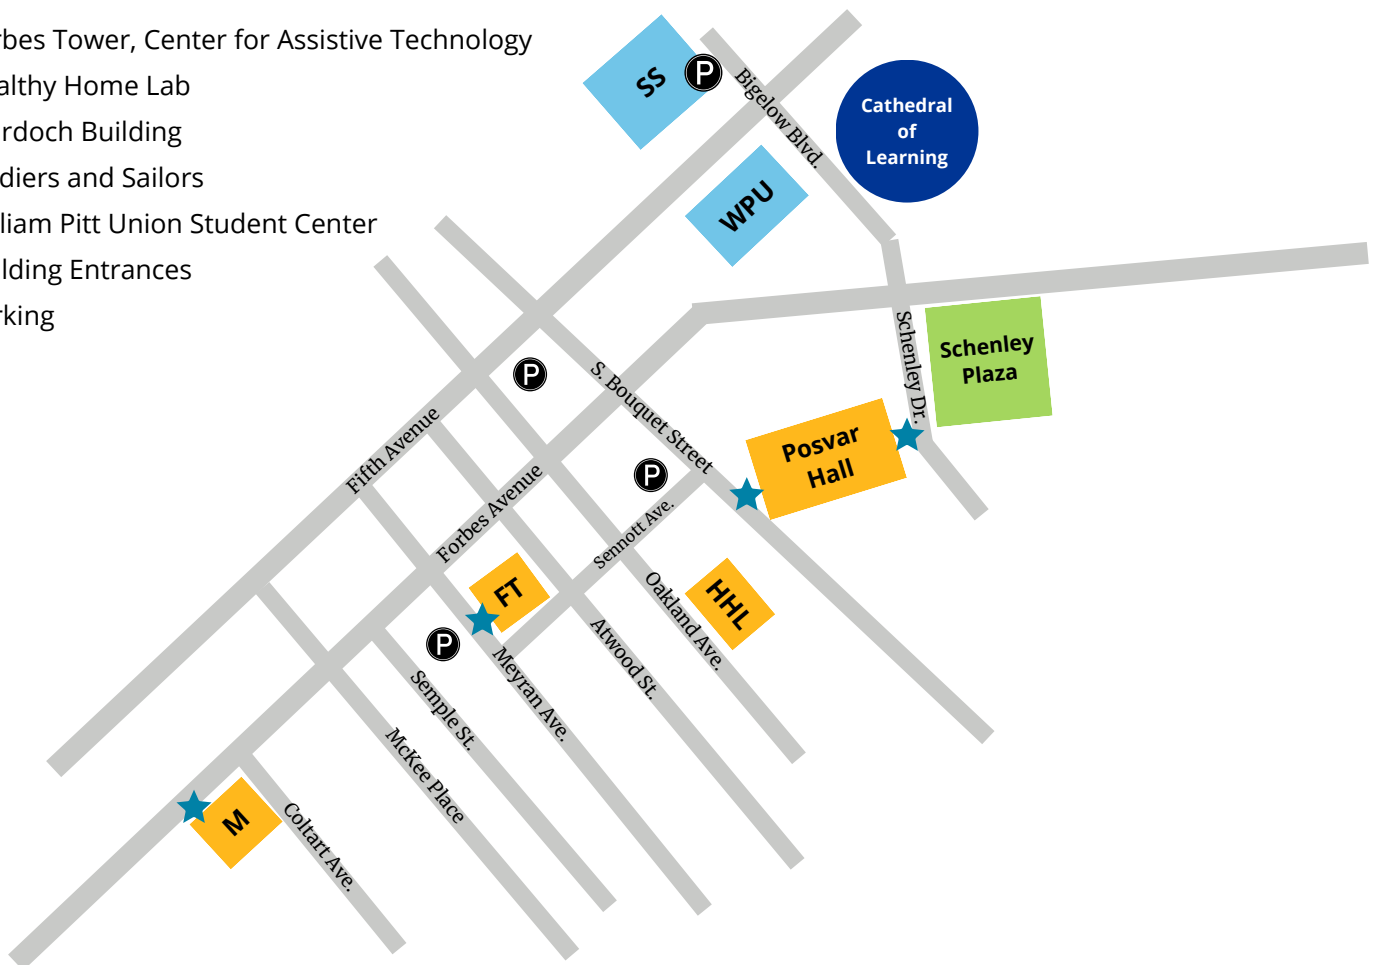 rbes Tower, Center for Assistive Technology
althy Home Lab
rdoch Building
diers and Sailors
lliam Pitt Union Student Center
lding Entrances
rking
SS
P
Bigelow Blvd.
Cathedral
of
Learning
WPU
Schenley Dr.
Schenley
Plaza
P
S. Bouquet Street
Fifth Avenue
Posvar
Hall
Forbes Avenue
P
Sennott Ave.
FT
HHL
Oakland Ave.
P
Atwood St.
Meyran Ave.
Semple St.
McKee Place
M
Coltart Ave.